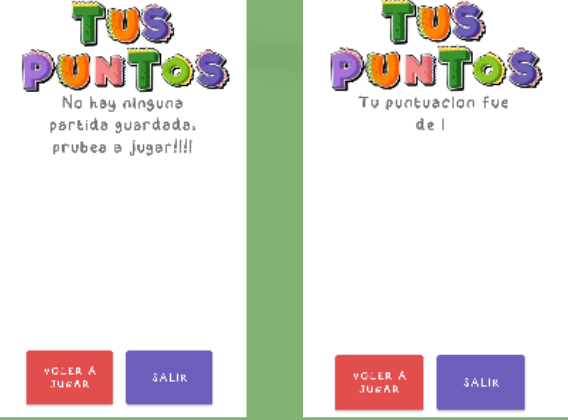 TUS
PUNTOS
No hay ninguna
partida guardada,
prubea a jugar!!!!
VOLER A
JUGAR
SALIR
TUS
PUNTOS
Tu puntuacion fue
de 1
VOLER A
JUGAR
SALIR